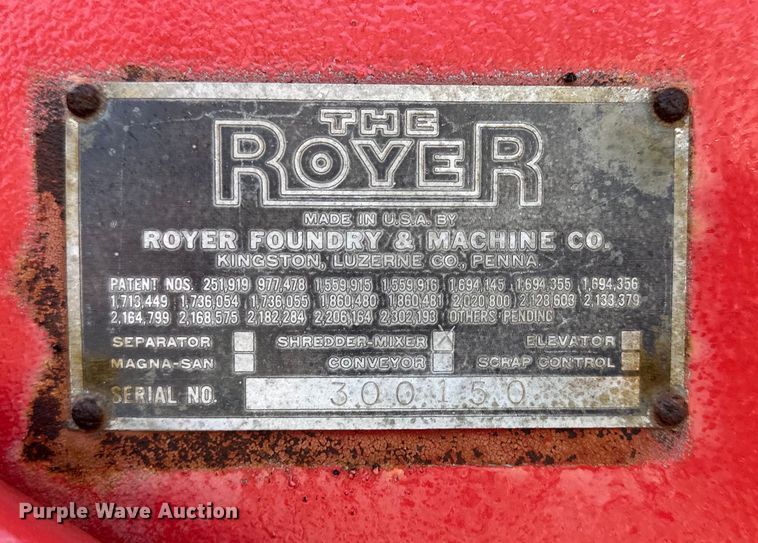 THE
ROYER
MADE IN U.S.A. BY
ROYER FOUNDRY & MACHINE CO.
KINGSTON, LUZERNE CO., PENNA.
PATENT NOS. 251,919 977,478 1,559,915 1,559,916 1,694,145 1,694,355 1,694,356
1,713,449 1,736,054 1,736,055 1,860,480 1,860,481 2,020,800 2,128,603 2,133,379
2,164,799 2,168,575 2,182,284 2,206,164 2,302,193 OTHERS PENDING
SEPARATOR SHREDDER-MIXER X ELEVATOR
MAGNA-SAN CONVEYOR SCRAP CONTROL
SERIAL NO. 300150
Purple Wave Auction